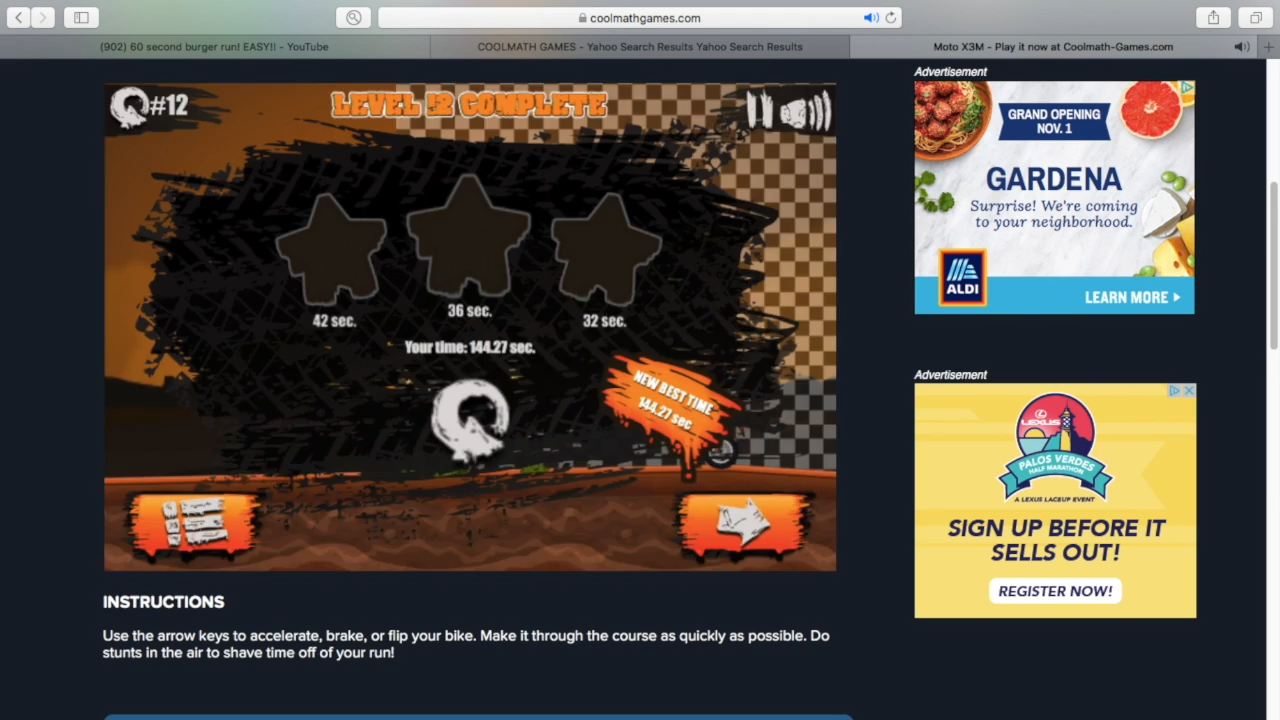 coolmathgames.com
(902) 60 second burger run! EASY!! - YouTube
COOLMATH GAMES - Yahoo Search Results Yahoo Search Results
Moto X3M - Play it now at Coolmath-Games.com
#12
LEVEL 12 COMPLETE
42 sec.
36 sec.
32 sec.
Your time: 144.27 sec.
NEW BEST TIME
144.27 sec
INSTRUCTIONS
Use the arrow keys to accelerate, brake, or flip your bike. Make it through the course as quickly as possible. Do
stunts in the air to shave time off of your run!
Advertisement
GRAND OPENING
NOV. 1
GARDENA
Surprise! We're coming
to your neighborhood.
ALDI
LEARN MORE
Advertisement
LEXUS
PALOS VERDES
HALF MARATHON
A LEXUS LACEUP EVENT
SIGN UP BEFORE IT
SELLS OUT!
REGISTER NOW!